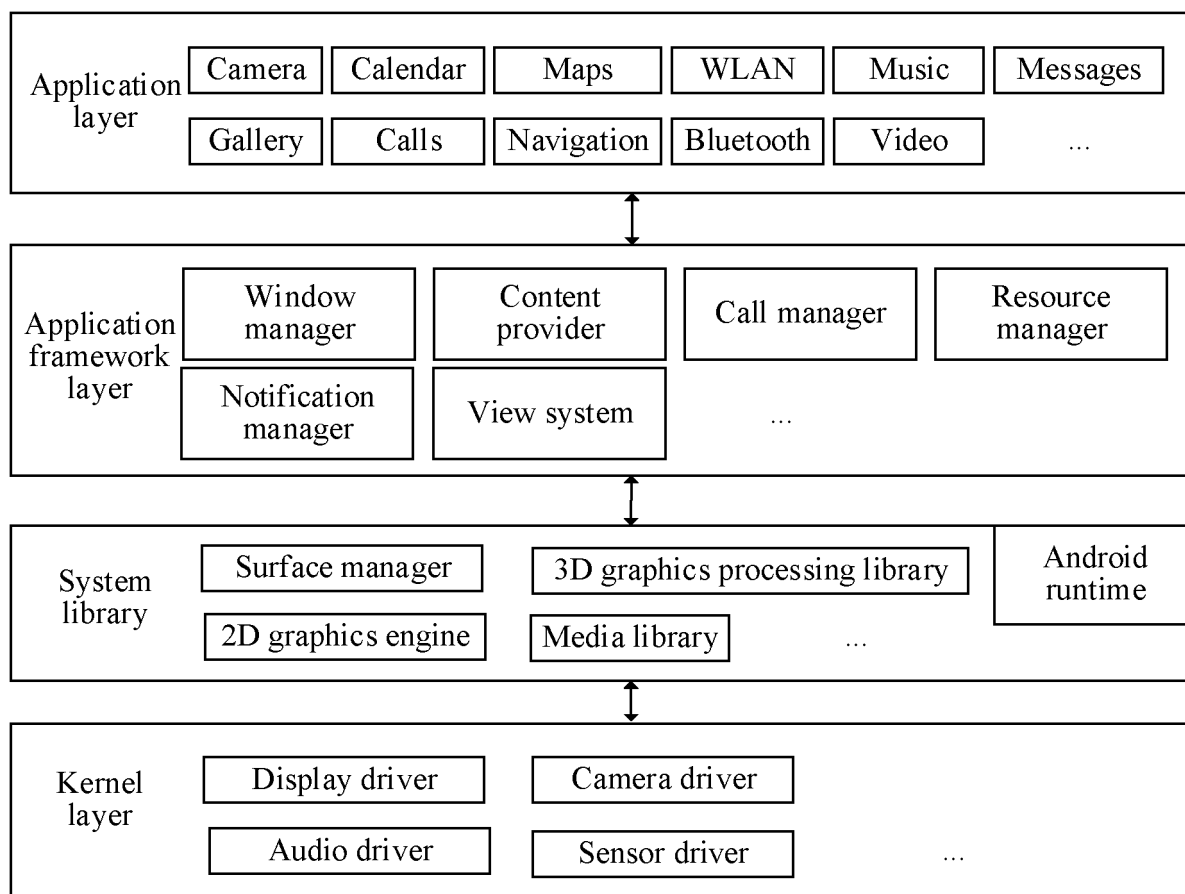 Application
layer
Camera
Calendar
Maps
WLAN
Music
Messages
Gallery
Calls
Navigation
Bluetooth
Video
...
Application
framework
layer
Window
manager
Content
provider
Call manager
Resource
manager
Notification
manager
View system
...
System
library
Surface manager
3D graphics processing library
Android
runtime
2D graphics engine
Media library
...
Kernel
layer
Display driver
Camera driver
Audio driver
Sensor driver
...